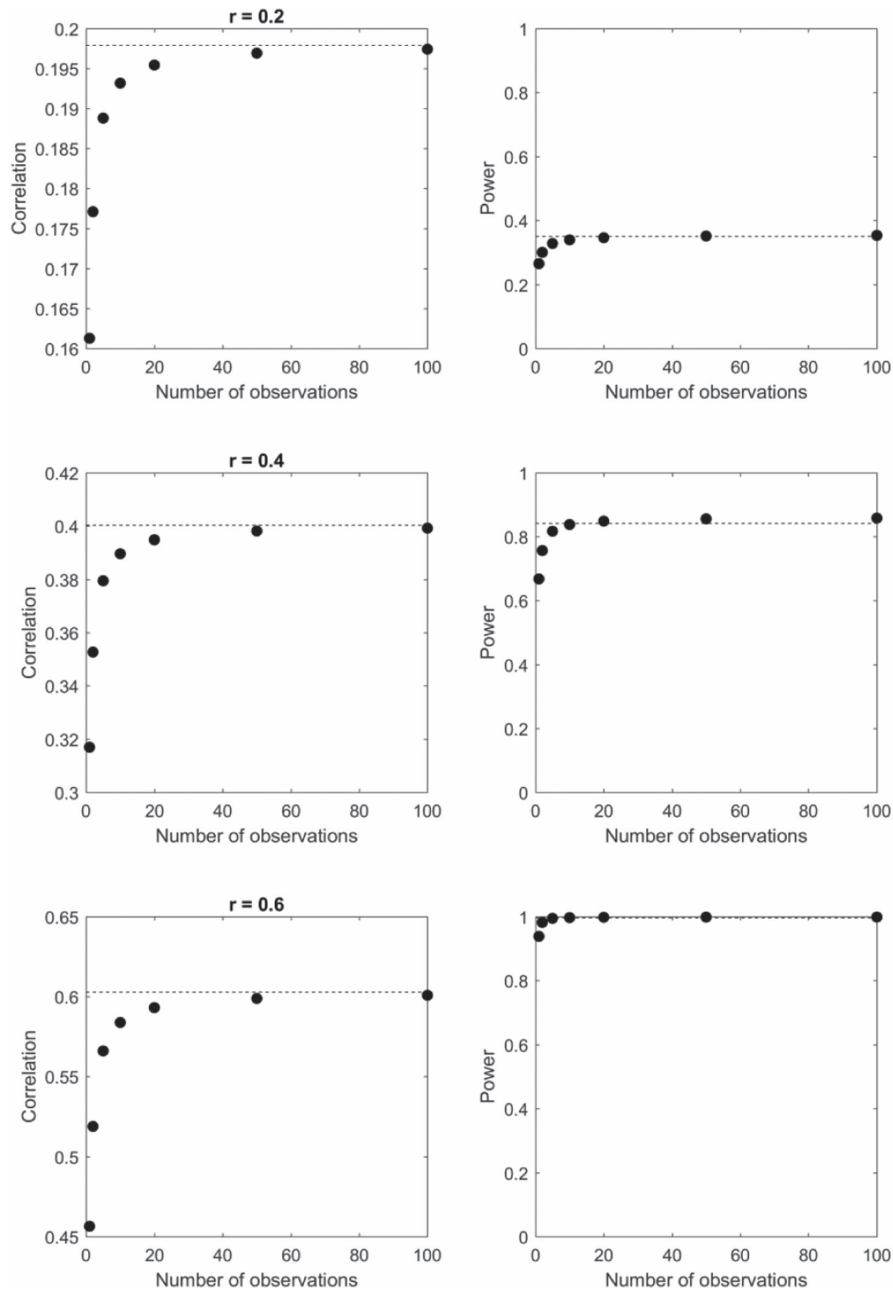 r = 0.2
0.2
0.195
0.19
0.185
0.18
0.175
0.17
0.165
0.16
Correlation
0 20 40 60 80 100
Number of observations
1
0.8
0.6
0.4
0.2
0
Power
0 20 40 60 80 100
Number of observations
r = 0.4
0.42
0.4
0.38
0.36
0.34
0.32
0.3
Correlation
0 20 40 60 80 100
Number of observations
1
0.8
0.6
0.4
0.2
0
Power
0 20 40 60 80 100
Number of observations
r = 0.6
0.65
0.6
0.55
0.5
0.45
Correlation
0 20 40 60 80 100
Number of observations
1
0.8
0.6
0.4
0.2
0
Power
0 20 40 60 80 100
Number of observations